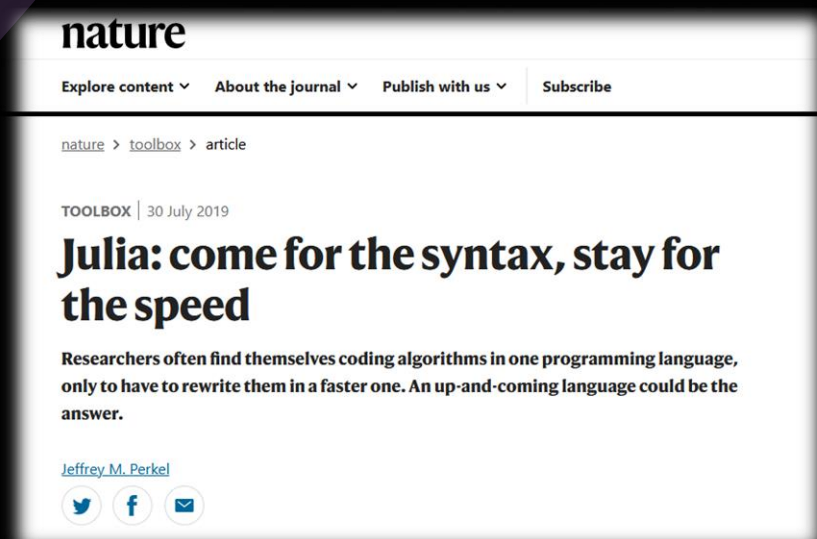 nature
Explore content About the journal Publish with us Subscribe
nature > toolbox > article
TOOLBOX | 30 July 2019
Julia: come for the syntax, stay for
the speed
Researchers often find themselves coding algorithms in one programming language,
only to have to rewrite them in a faster one. An up-and-coming language could be the
answer.
Jeffrey M. Perkel